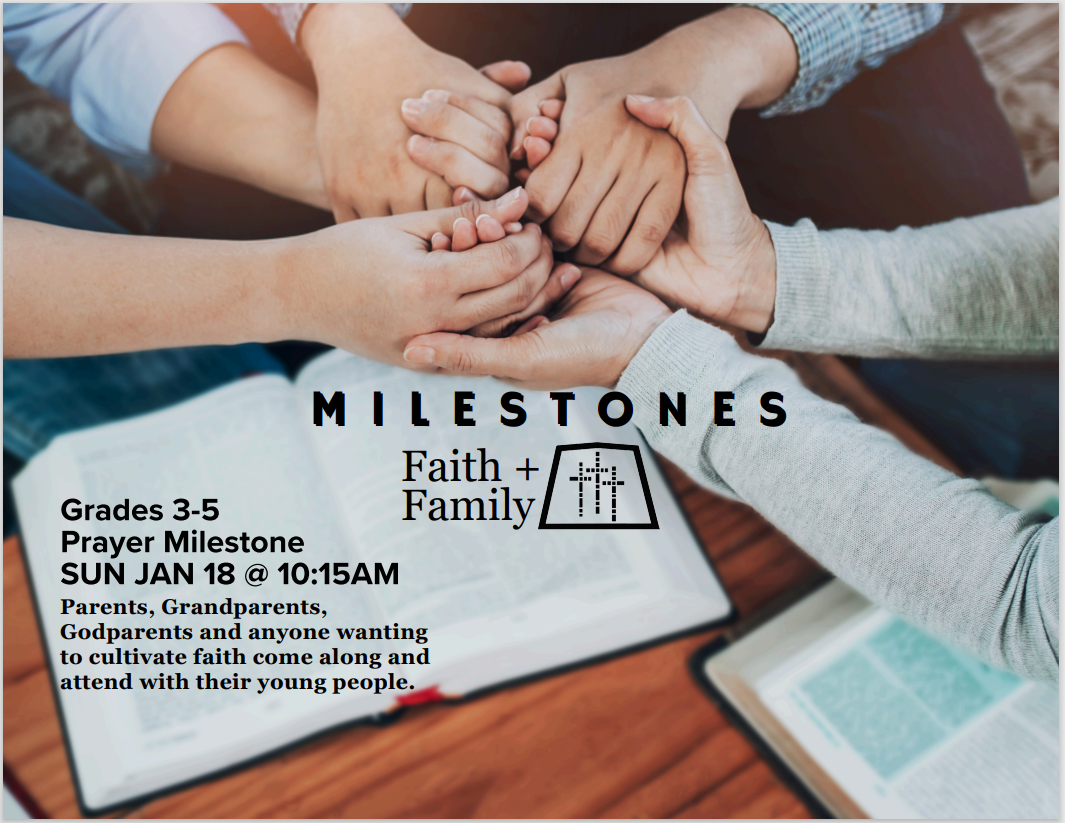 MILESTONES
Faith +
Family
Grades 3-5
Prayer Milestone
SUN JAN 18 @ 10:15AM
Parents, Grandparents,
Godparents and anyone wanting
to cultivate faith come along and
attend with their young people.